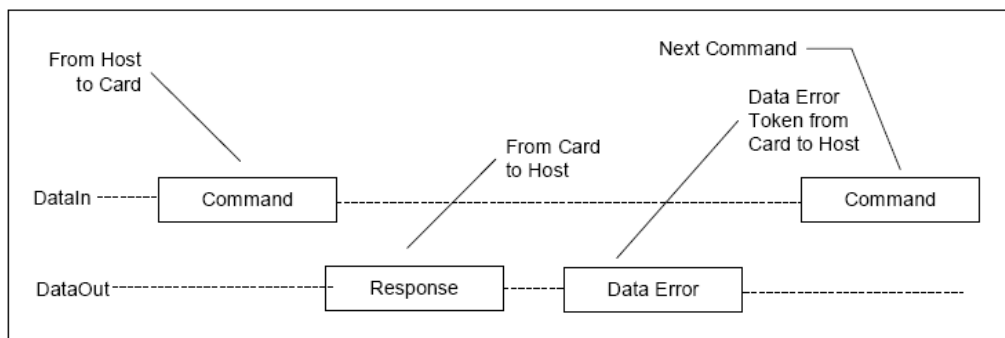 From Host
to Card
Next Command
Data Error
Token from
Card to Host
From Card
to Host
DataIn
Command
Command
DataOut
Response
Data Error